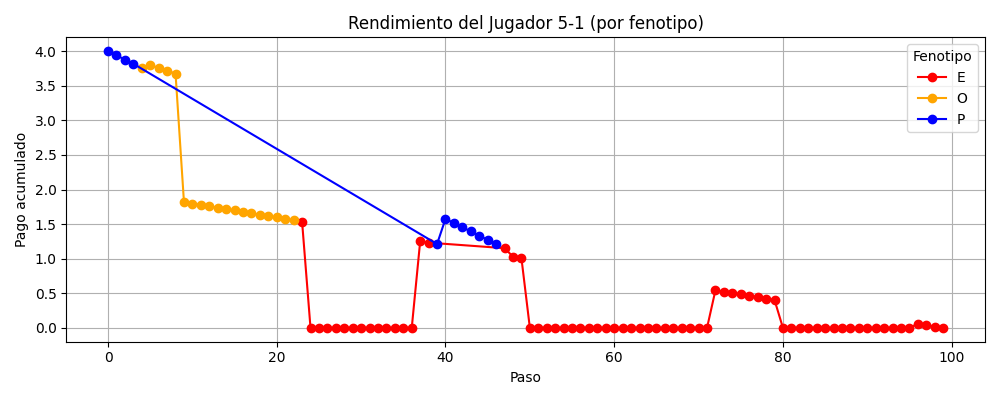 Rendimiento del Jugador 5-1 (por fenotipo)
Pago acumulado
4.0
3.5
3.0
2.5
2.0
1.5
1.0
0.5
0.0
Fenotipo
E
O
P
0 20 40 60 80 100
Paso